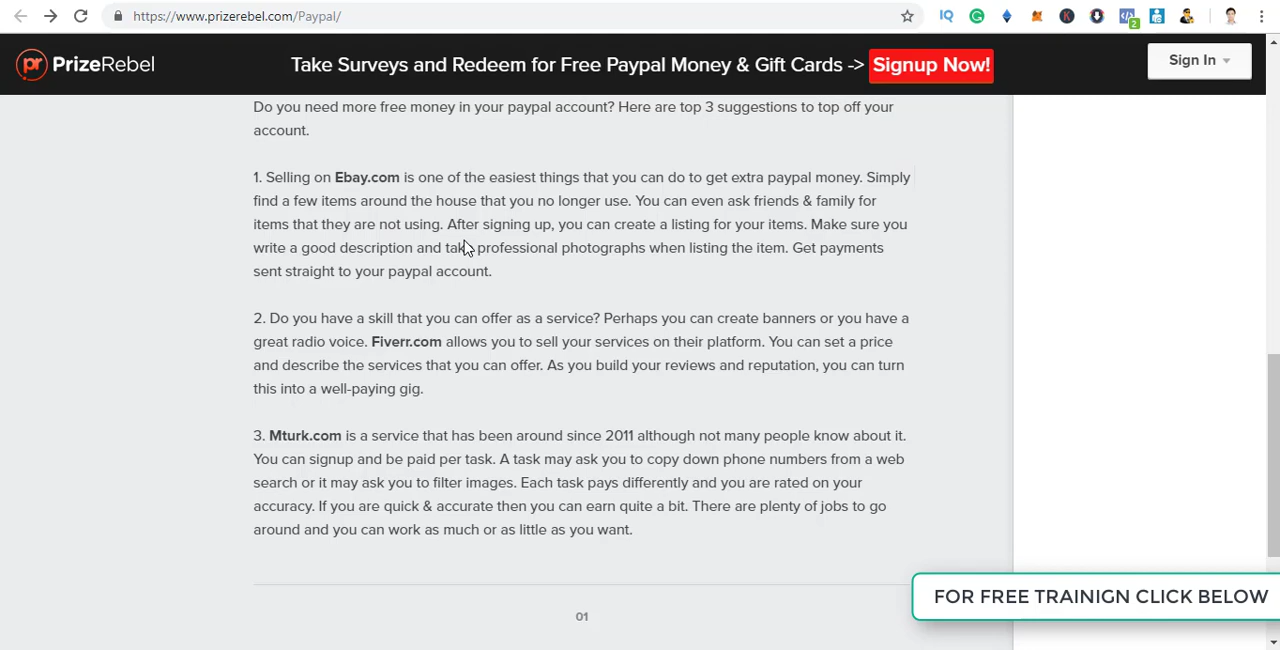 https://www.prizerebel.com/Paypal/
IQ
2
pr PrizeRebel
Take Surveys and Redeem for Free Paypal Money & Gift Cards -> Signup Now!
Sign In
Do you need more free money in your paypal account? Here are top 3 suggestions to top off your
account.
1. Selling on Ebay.com is one of the easiest things that you can do to get extra paypal money. Simply
find a few items around the house that you no longer use. You can even ask friends & family for
items that they are not using. After signing up, you can create a listing for your items. Make sure you
write a good description and take professional photographs when listing the item. Get payments
sent straight to your paypal account.
2. Do you have a skill that you can offer as a service? Perhaps you can create banners or you have a
great radio voice. Fiverr.com allows you to sell your services on their platform. You can set a price
and describe the services that you can offer. As you build your reviews and reputation, you can turn
this into a well-paying gig.
3. Mturk.com is a service that has been around since 2011 although not many people know about it.
You can signup and be paid per task. A task may ask you to copy down phone numbers from a web
search or it may ask you to filter images. Each task pays differently and you are rated on your
accuracy. If you are quick & accurate then you can earn quite a bit. There are plenty of jobs to go
around and you can work as much or as little as you want.
FOR FREE TRAINIGN CLICK BELOW
01